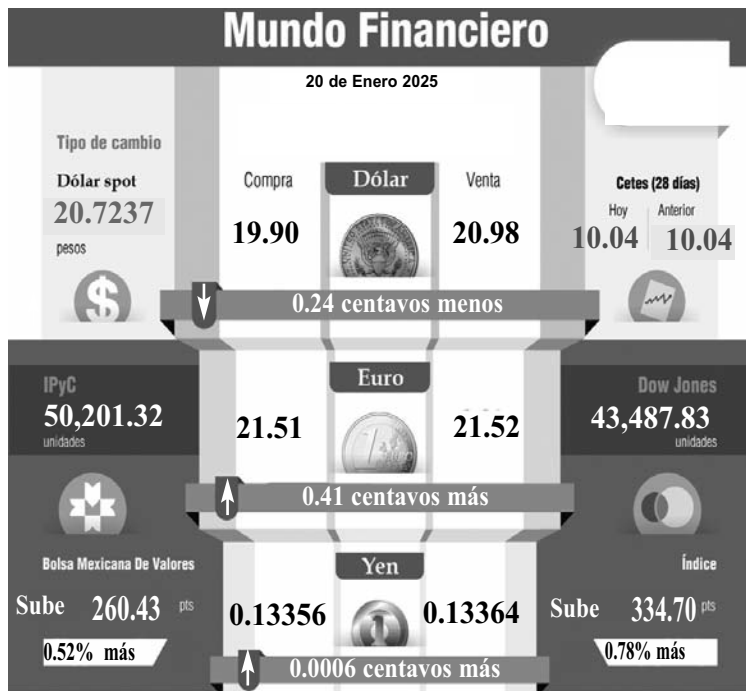 Mundo Financiero
20 de Enero 2025
Tipo de cambio
Dólar spot
20.7237
pesos
Compra
Dólar
Venta
19.90
20.98
Cetes (28 días)
Hoy
Anterior
10.04
10.04
0.24 centavos menos
IPyC
50,201.32
unidades
Euro
21.51
21.52
Dow Jones
43,487.83
unidades
0.41 centavos más
Bolsa Mexicana De Valores
Sube 260.43 pts
0.52% más
Yen
0.13356
0.13364
Índice
Sube 334.70 pts
0.78% más
0.0006 centavos más